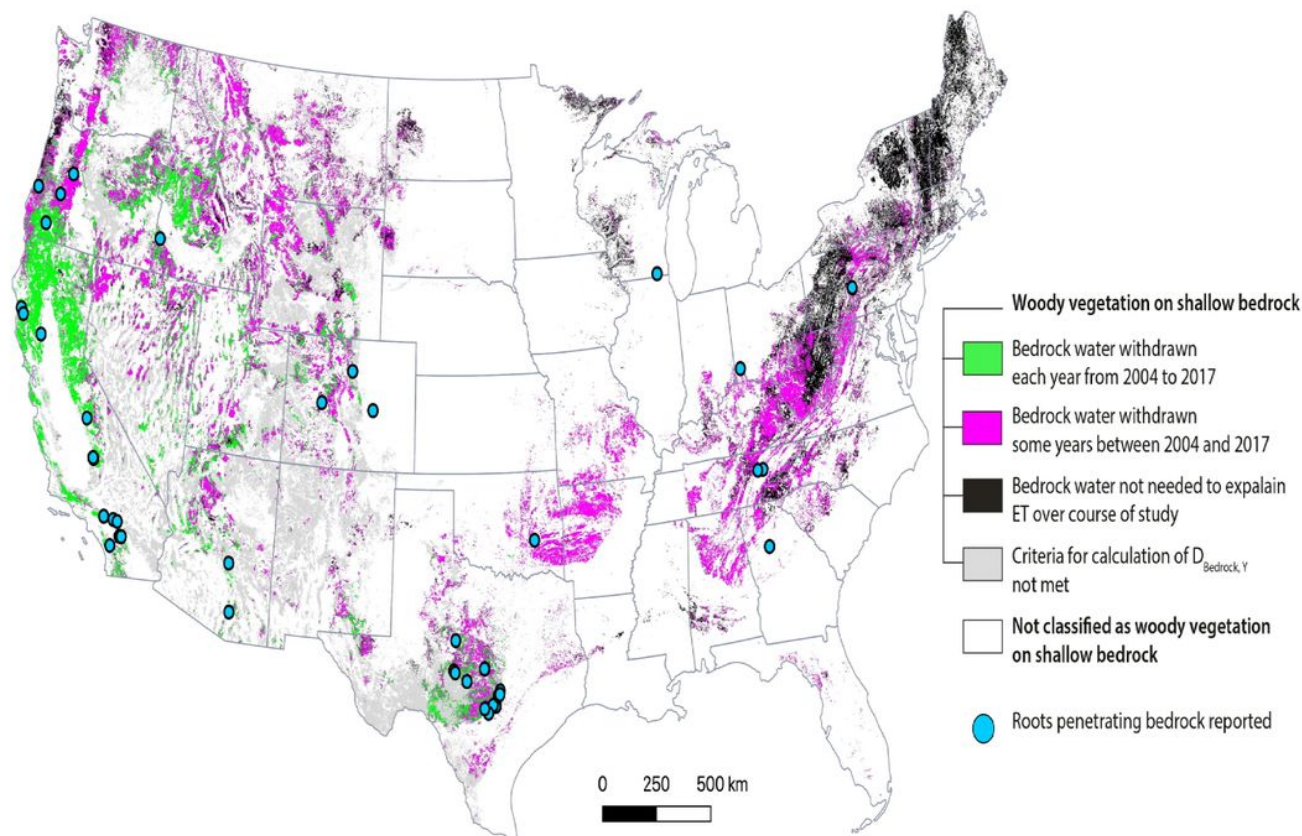 Woody vegetation on shallow bedrock
Bedrock water withdrawn
each year from 2004 to 2017
Bedrock water withdrawn
some years between 2004 and 2017
Bedrock water not needed to expalain
ET over course of study
Criteria for calculation of D Bedrock, Y
not met
Not classified as woody vegetation
on shallow bedrock
Roots penetrating bedrock reported
0 250 500 km